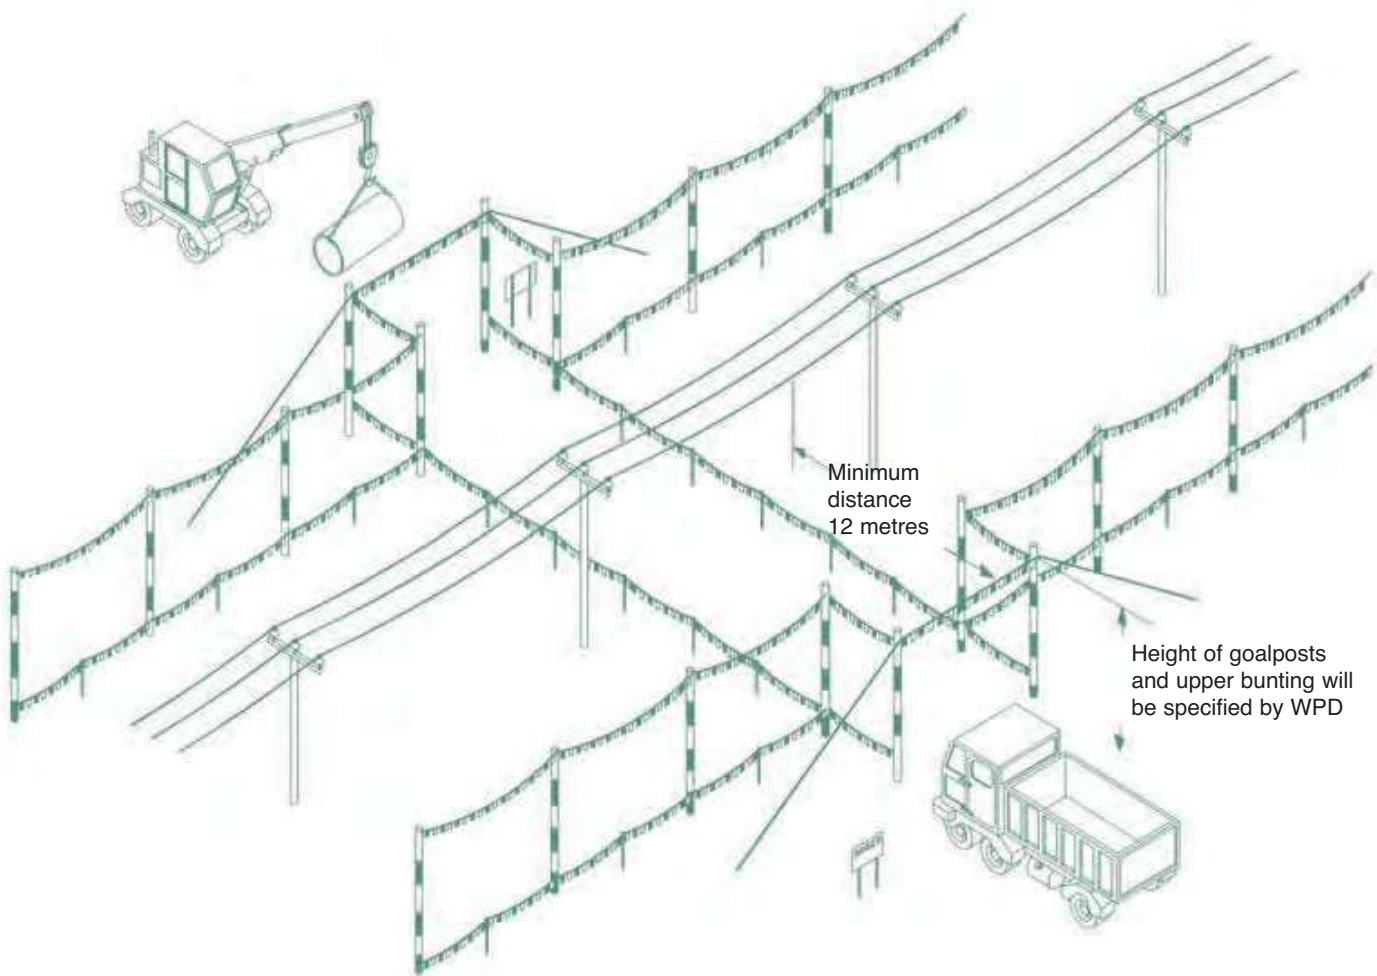 Minimum
distance
12 metres
Height of goalposts
and upper bunting will
be specified by WPD